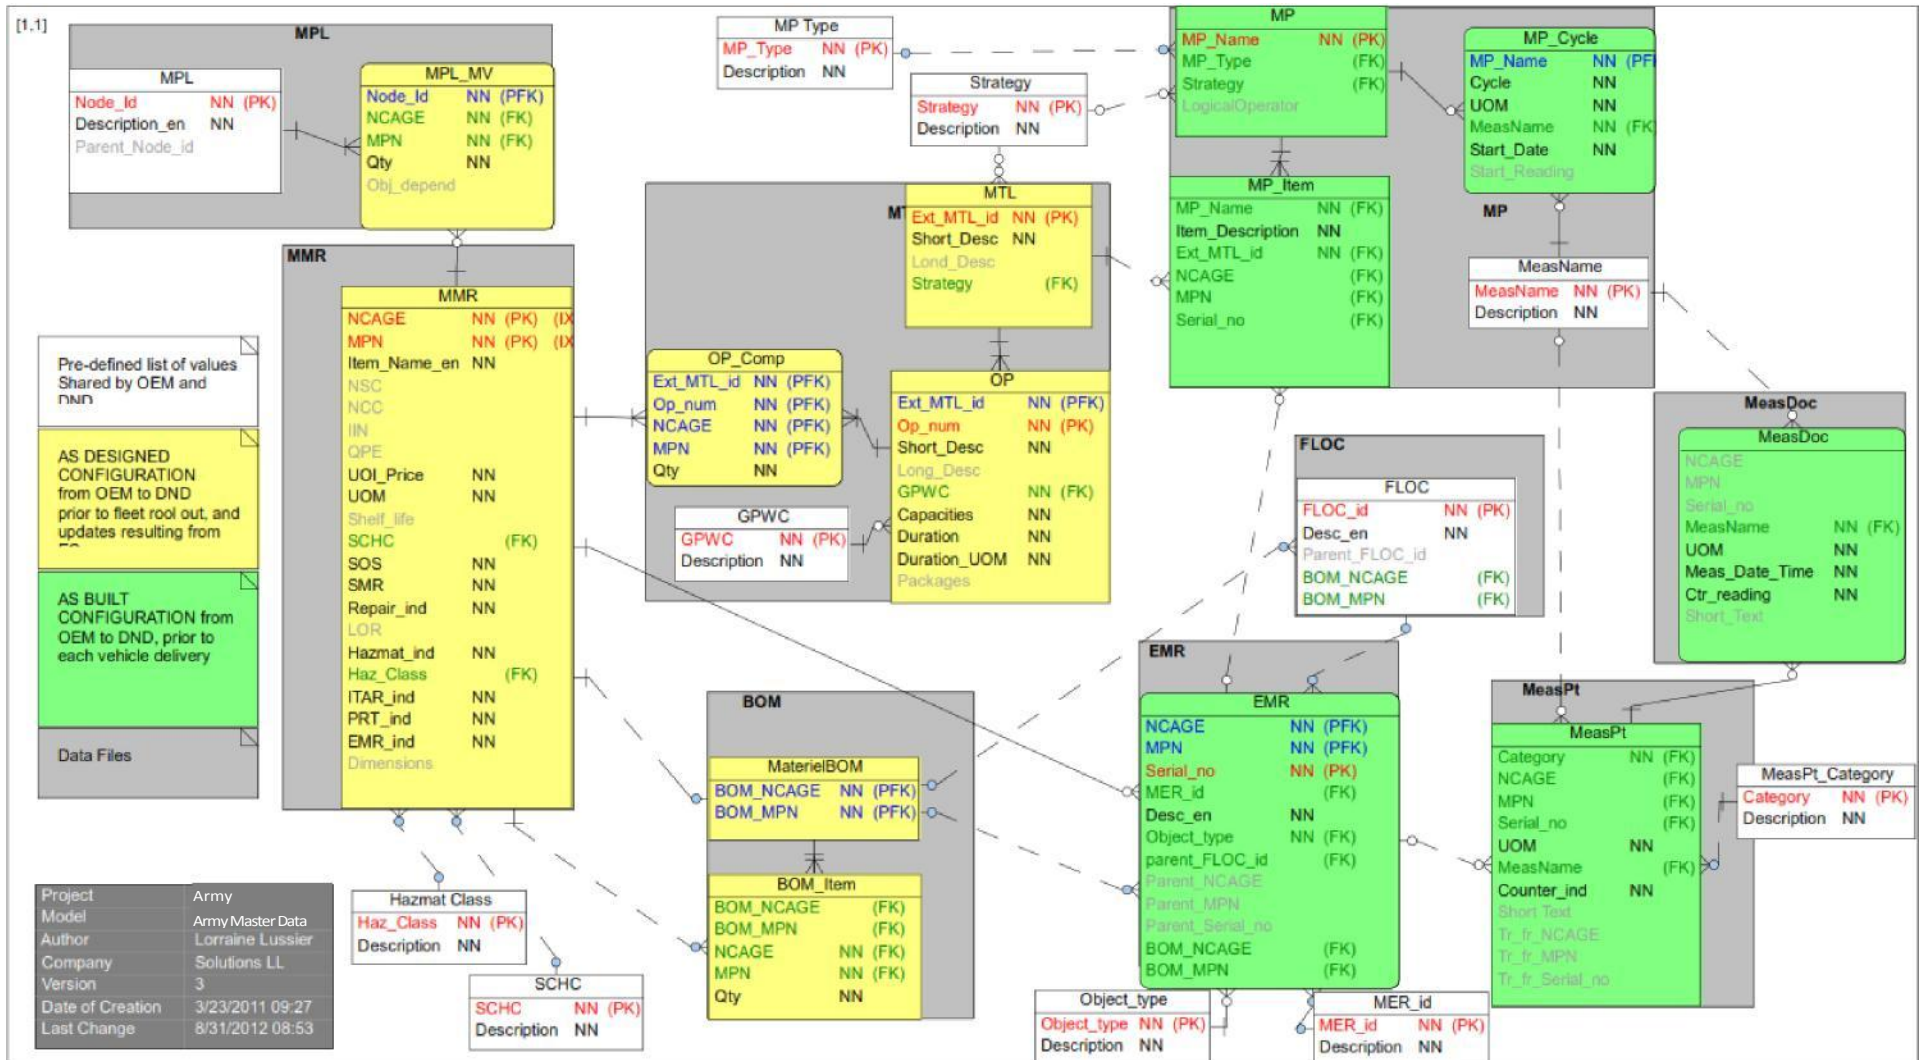 [1,1]
MPL
MPL
Node_Id NN (PK)
Description_en NN
Parent_Node_id
MPL_MV
Node_Id NN (PFK)
NCAGE NN (FK)
MPN NN (FK)
Qty NN
Obj_depend
MP Type
MP_Type NN (PK)
Description NN
Strategy
Strategy NN (PK)
Description NN
MP
MP_Name NN (PK)
MP_Type (FK)
Strategy (FK)
LogicalOperator
MP_Cycle
MP_Name NN (PF
Cycle NN
UOM NN
MeasName NN (FK
Start_Date NN
Start_Reading
MP_Item
MP_Name NN (FK)
Item_Description NN
Ext_MTL_id NN (FK)
NCAGE (FK)
MPN (FK)
Serial_no (FK)
MP
MeasName
MeasName NN (PK)
Description NN
MMR
MMR
NCAGE NN (PK) (IX
MPN NN (PK) (IX
Item_Name_en NN
NSC
NCC
IIN
QPE
UOI_Price NN
UOM NN
Shelf_life
SCHC (FK)
SOS NN
SMR NN
Repair_ind NN
LOR
Hazmat_ind NN
Haz_Class (FK)
ITAR_ind NN
PRT_ind NN
EMR_ind NN
Dimensions
MTL
Ext_MTL_id NN (PK)
Short_Desc NN
Lond_Desc
Strategy (FK)
OP_Comp
Ext_MTL_id NN (PFK)
Op_num NN (PFK)
NCAGE NN (PFK)
MPN NN (PFK)
Qty NN
OP
Ext_MTL_id NN (PFK)
Op_num NN (PK)
Short_Desc NN
Long_Desc
GPWC NN (FK)
Capacities NN
Duration NN
Duration_UOM NN
Packages
GPWC
GPWC NN (PK)
Description NN
Pre-defined list of values
Shared by OEM and
DND
AS DESIGNED
CONFIGURATION
from OEM to DND
prior to fleet rool out, and
updates resulting from
AS BUILT
CONFIGURATION from
OEM to DND, prior to
each vehicle delivery
Data Files
FLOC
FLOC
FLOC_id NN (PK)
Desc_en NN
Parent_FLOC_id
BOM_NCAGE (FK)
BOM_MPN (FK)
MeasDoc
MeasDoc
NCAGE
MPN
Serial_no
MeasName NN (FK)
UOM NN
Meas_Date_Time NN
Ctr_reading NN
Short_Text
BOM
MaterielBOM
BOM_NCAGE NN (PFK)
BOM_MPN NN (PFK)
BOM_Item
BOM_NCAGE (FK)
BOM_MPN (FK)
NCAGE NN (FK)
MPN NN (FK)
Qty NN
EMR
EMR
NCAGE NN (PFK)
MPN NN (PFK)
Serial_no NN (PK)
MER_id (FK)
Desc_en NN
Object_type NN (FK)
parent_FLOC_id (FK)
Parent_NCAGE
Parent_MPN
Parent_Serial_no
BOM_NCAGE (FK)
BOM_MPN (FK)
MeasPt
MeasPt
Category NN (FK)
NCAGE (FK)
MPN (FK)
Serial_no (FK)
UOM NN
MeasName (FK)
Counter_ind NN
Short Text
Tr_fr_NCAGE
Tr_fr_MPN
Tr_fr_Serial_no
MeasPt_Category
Category NN (PK)
Description NN
Project Army
Model Army Master Data
Author Lorraine Lussier
Company Solutions LL
Version 3
Date of Creation 3/23/2011 09:27
Last Change 8/31/2012 08:53
Hazmat Class
Haz_Class NN (PK)
Description NN
SCHC
SCHC NN (PK)
Description NN
Object_type
Object_type NN (PK)
Description NN
MER_id
MER_id NN (PK)
Description NN